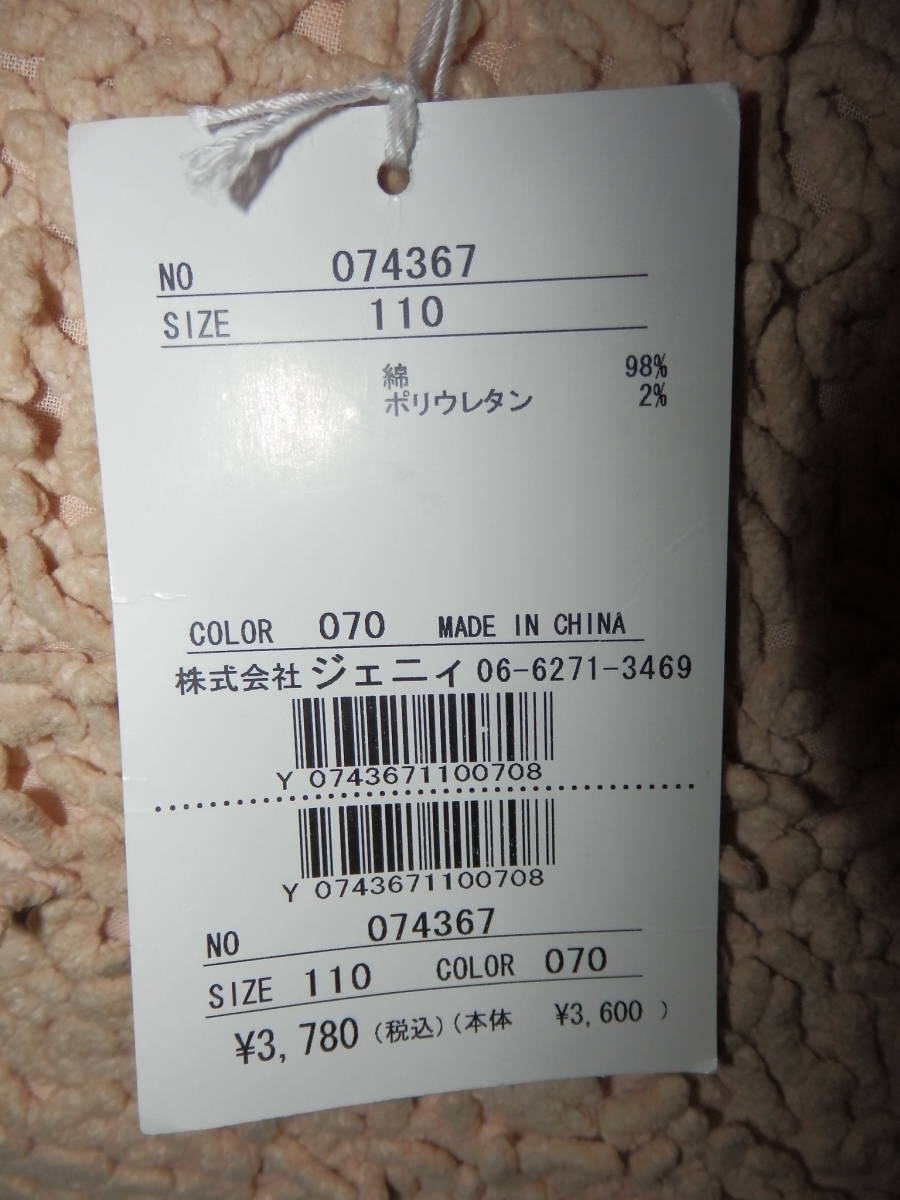 NO 074367
SIZE 110
綿 98%
ポリウレタン 2%
COLOR 070 MADE IN CHINA
株式会社 ジェニィ 06-6271-3469
Y 0743671100708
Y 0743671100708
NO 074367
SIZE 110 COLOR 070
¥3,780 (税込) (本体 ¥3,600 )